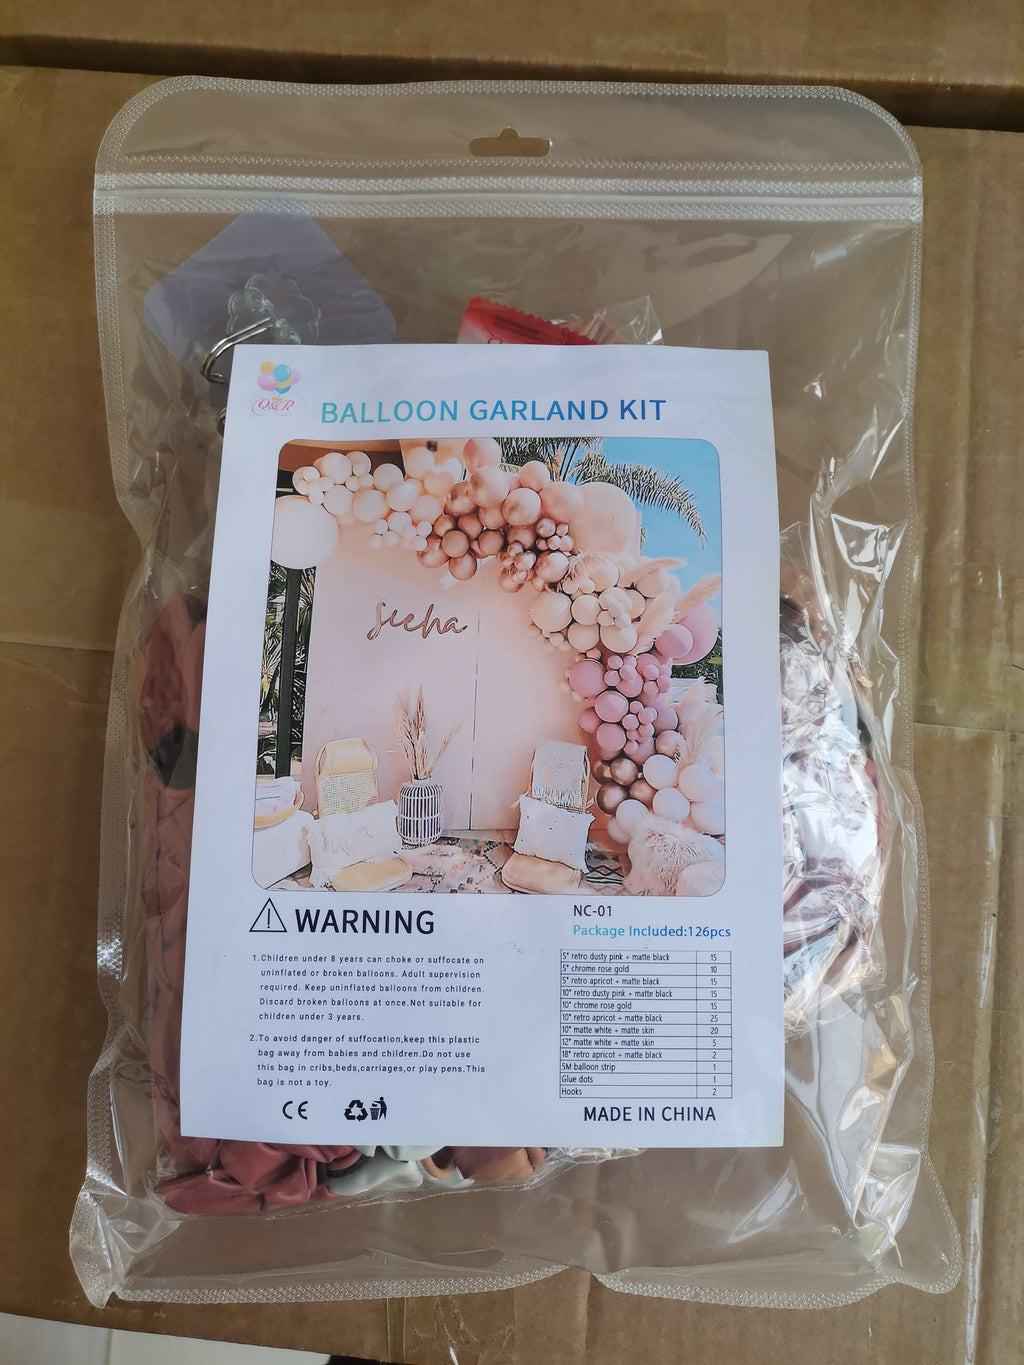 Q&R
BALLOON GARLAND KIT
WARNING
1.Children under 8 years can choke or suffocate on
uninflated or broken balloons. Adult supervision
required. Keep uninflated balloons from children.
Discard broken balloons at once.Not suitable for
children under 3 years.
2.To avoid danger of suffocation,keep this plastic
bag away from babies and children.Do not use
this bag in cribs,beds,carriages,or play pens.This
bag is not a toy.
CE
NC-01
Package Included:126pcs
5" retro dusty pink + matte black 15
5" chrome rose gold 10
5" retro apricot + matte black 15
10" retro dusty pink + matte black 15
10" chrome rose gold 15
10" retro apricot + matte black 25
10" matte white + matte skin 20
12" matte white + matte skin 5
18" retro apricot + matte black 2
5M balloon strip 1
Glue dots 1
Hooks 2
MADE IN CHINA